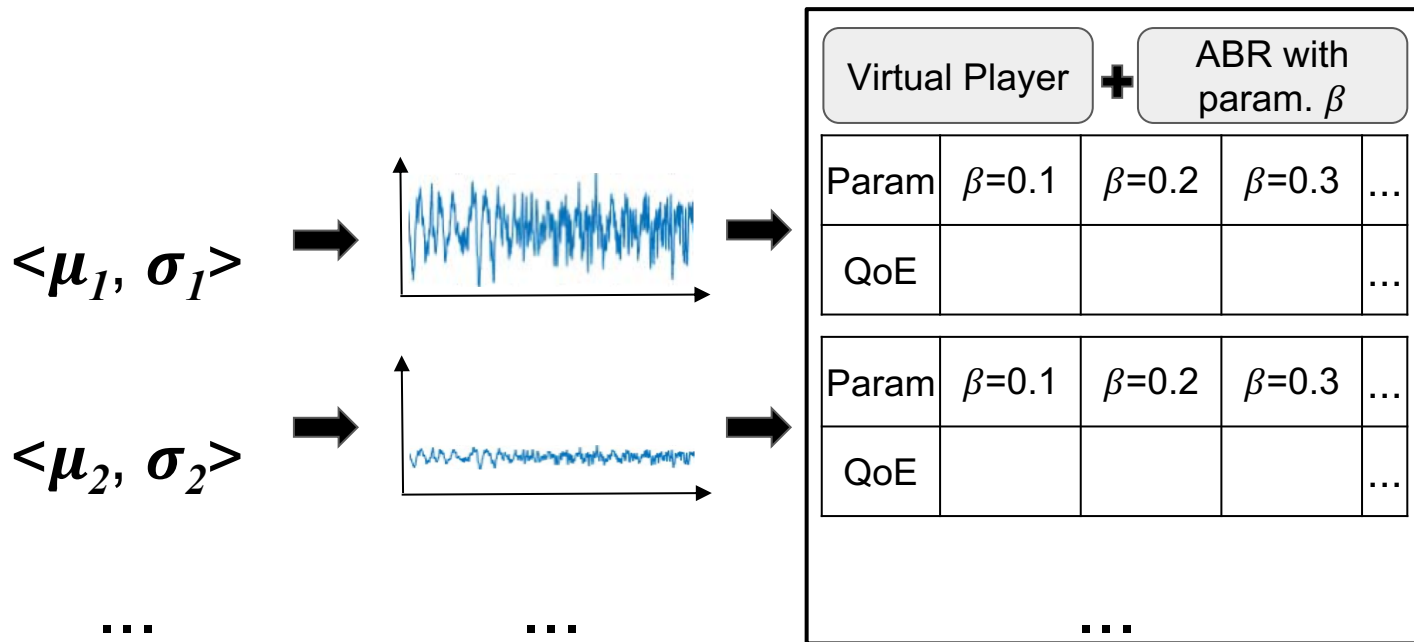 Virtual Player
ABR with
param. β
Param β=0.1 β=0.2 β=0.3 ...
QoE ...
<μ1, σ1>
Param β=0.1 β=0.2 β=0.3 ...
QoE ...
<μ2, σ2>
... ... ...